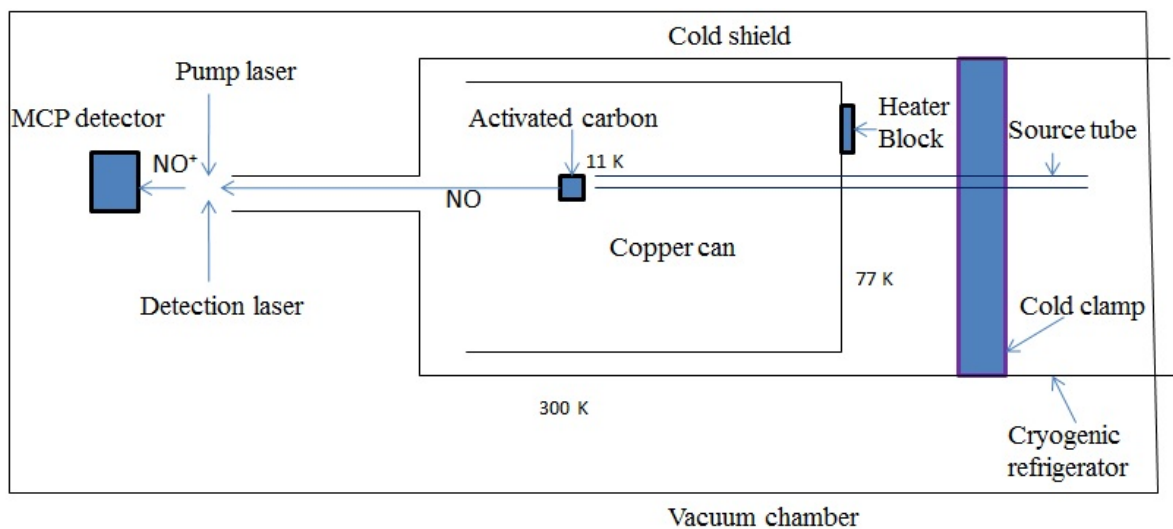 Cold shield
Pump laser
MCP detector
Activated carbon
Heater
Block
Source tube
NO⁺
11 K
NO
Copper can
77 K
Detection laser
Cold clamp
300 K
Cryogenic
refrigerator
Vacuum chamber